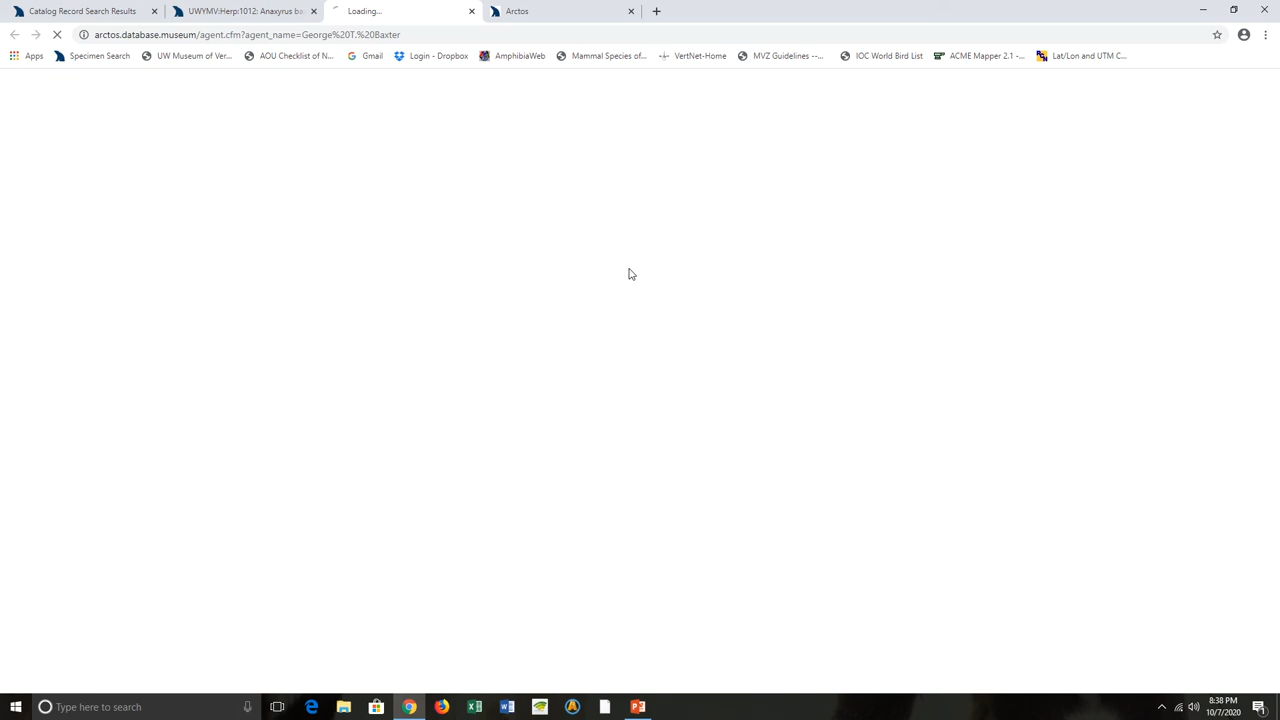 Catalog Record Search Results
UWYMV:Herp:1012: Anaxyrus ba
Loading...
Arctos
arctos.database.museum/agent.cfm?agent_name=George%20T.%20Baxter
Apps
Specimen Search
UW Museum of Ver...
AOU Checklist of N...
Gmail
Login - Dropbox
AmphibiaWeb
Mammal Species of...
VertNet-Home
MVZ Guidelines --...
IOC World Bird List
ACME Mapper 2.1 -...
Lat/Lon and UTM C...
Type here to search
8:38 PM
10/7/2020